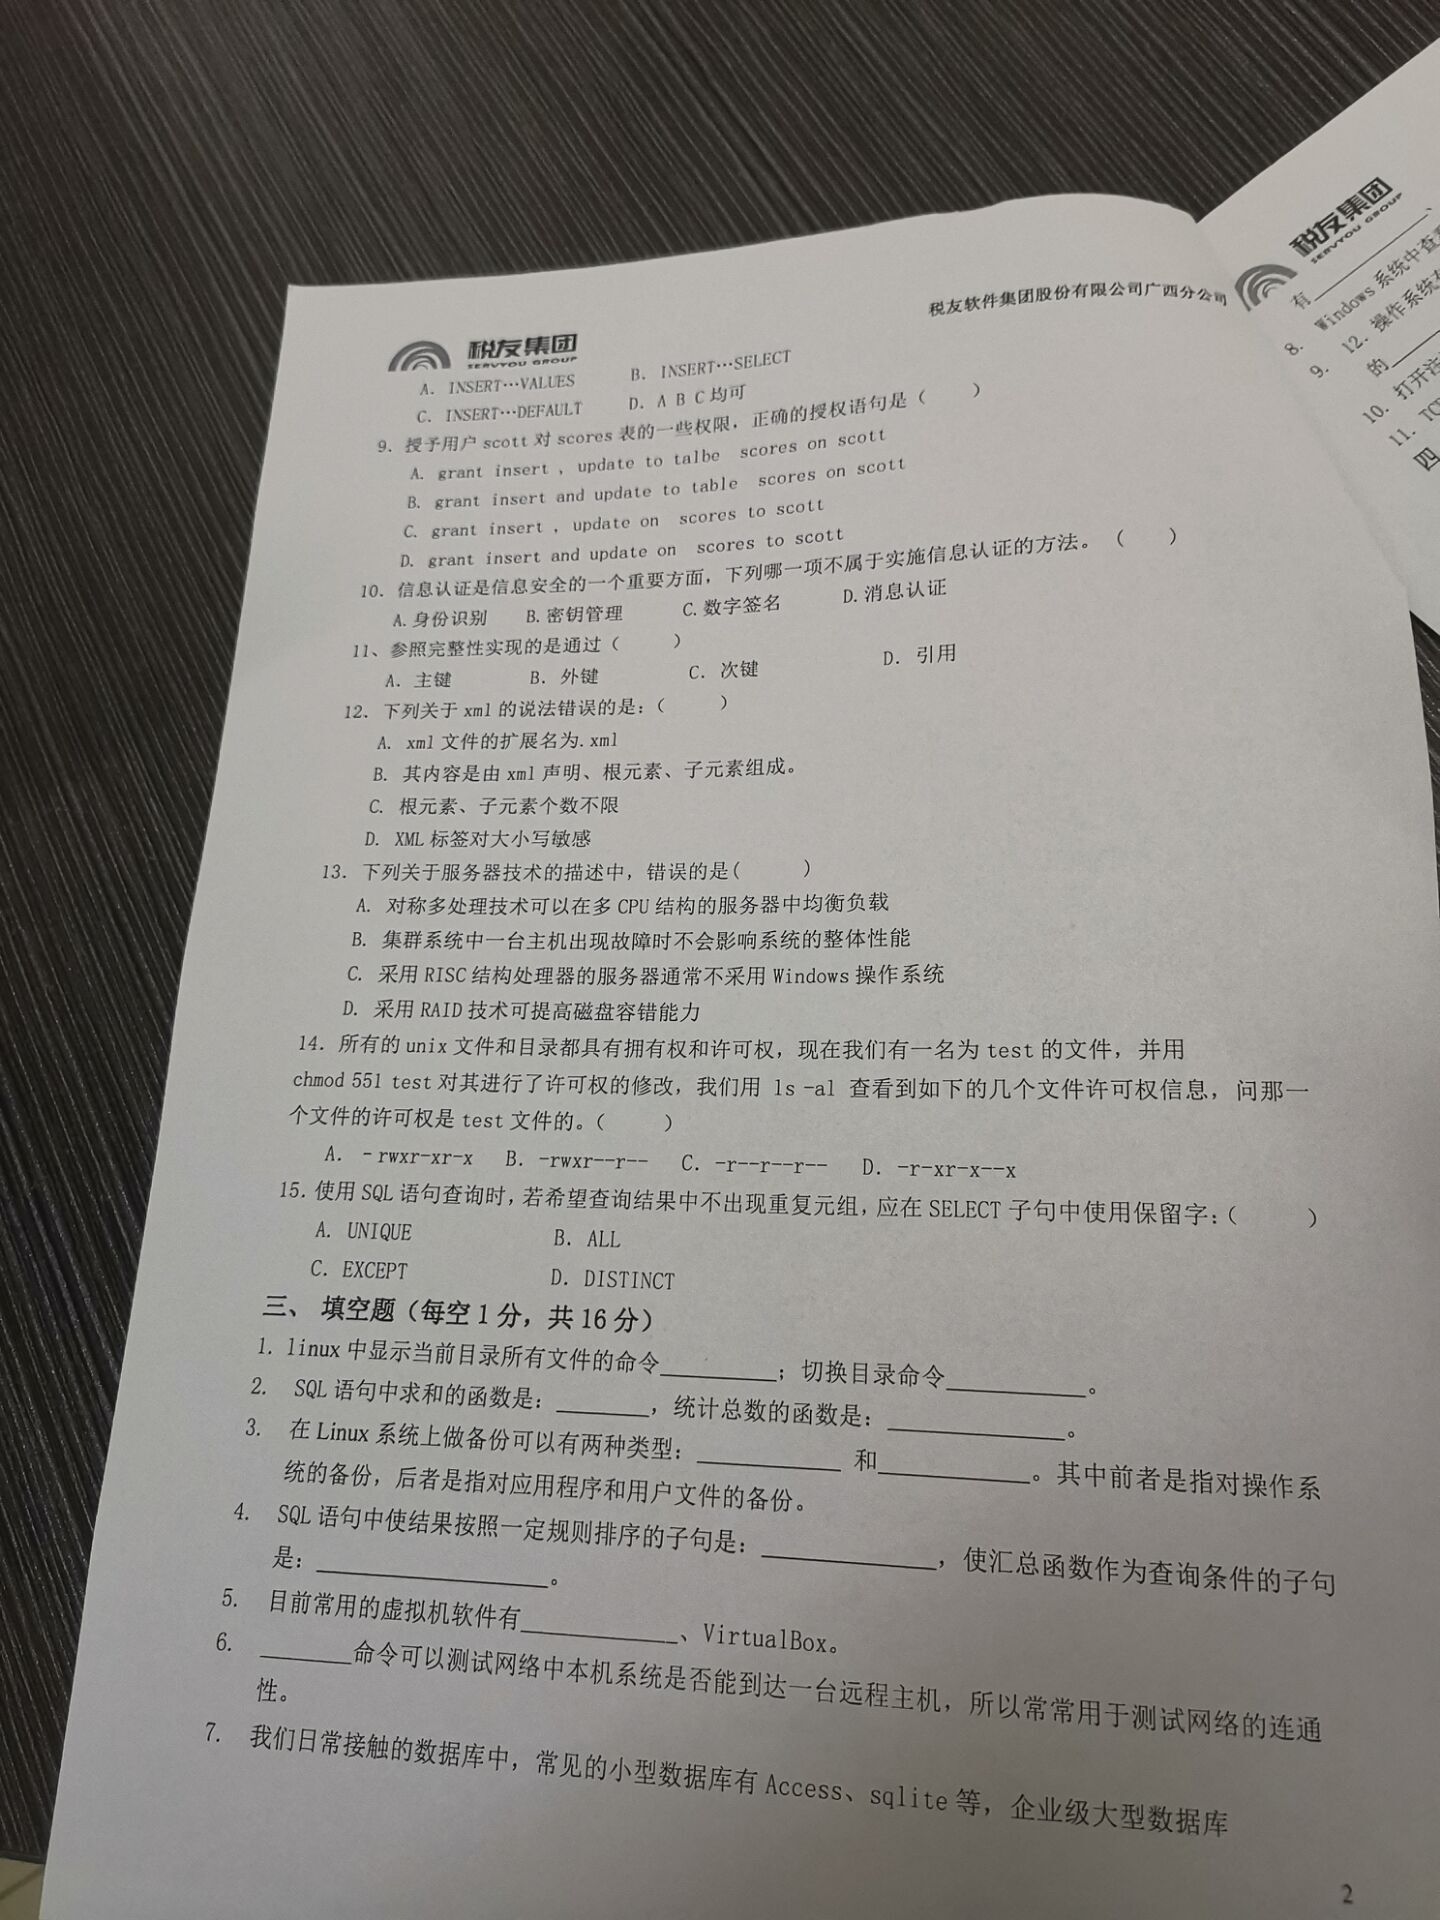 税友软件集团股份有限公司广西分公司
税友集团
SERVYOU GROUP
A. INSERT…VALUES B. INSERT…SELECT
C. INSERT…DEFAULT D. A B C 均可
9. 授予用户 scott 对 scores 表的一些权限，正确的授权语句是（ ）
A. grant insert , update to talbe scores on scott
B. grant insert and update to table scores on scott
C. grant insert , update on scores to scott
D. grant insert and update on scores to scott
10. 信息认证是信息安全的一个重要方面，下列哪一项不属于实施信息认证的方法。（ ）
A.身份识别 B.密钥管理 C.数字签名 D.消息认证
11、参照完整性实现的是通过（ ）
A. 主键 B. 外键 C. 次键 D. 引用
12. 下列关于 xml 的说法错误的是：（ ）
A. xml 文件的扩展名为.xml
B. 其内容是由 xml 声明、根元素、子元素组成。
C. 根元素、子元素个数不限
D. XML 标签对大小写敏感
13. 下列关于服务器技术的描述中，错误的是( )
A. 对称多处理技术可以在多 CPU 结构的服务器中均衡负载
B. 集群系统中一台主机出现故障时不会影响系统的整体性能
C. 采用 RISC 结构处理器的服务器通常不采用 Windows 操作系统
D. 采用 RAID 技术可提高磁盘容错能力
14. 所有的 unix 文件和目录都具有拥有权和许可权，现在我们有一名为 test 的文件，并用
chmod 551 test 对其进行了许可权的修改，我们用 ls -al 查看到如下的几个文件许可权信息，问那一
个文件的许可权是 test 文件的。（ ）
A. -rwxr-xr-x B. -rwxr--r-- C. -r--r--r-- D. -r-xr-x--x
15. 使用 SQL 语句查询时，若希望查询结果中不出现重复元组，应在 SELECT 子句中使用保留字：（ ）
A. UNIQUE B. ALL
C. EXCEPT D. DISTINCT
三、 填空题（每空 1 分，共 16 分）
1. linux 中显示当前目录所有文件的命令________；切换目录命令__________。
2. SQL 语句中求和的函数是：_______，统计总数的函数是：____________。
3. 在 Linux 系统上做备份可以有两种类型：__________ 和__________。其中前者是指对操作系
统的备份，后者是指对应用程序和用户文件的备份。
4. SQL 语句中使结果按照一定规则排序的子句是：____________，使汇总函数作为查询条件的子句
是：________________。
5. 目前常用的虚拟机软件有___________、VirtualBox。
6. ______命令可以测试网络中本机系统是否能到达一台远程主机，所以常常用于测试网络的连通
性。
7. 我们日常接触的数据库中，常见的小型数据库有 Access、sqlite 等，企业级大型数据库
2
税友集团
SERVYOU GROUP
有__________、
8. Windows 系统中查看
9. 12. 操作系统
的
10. 打开注
11. TC
四